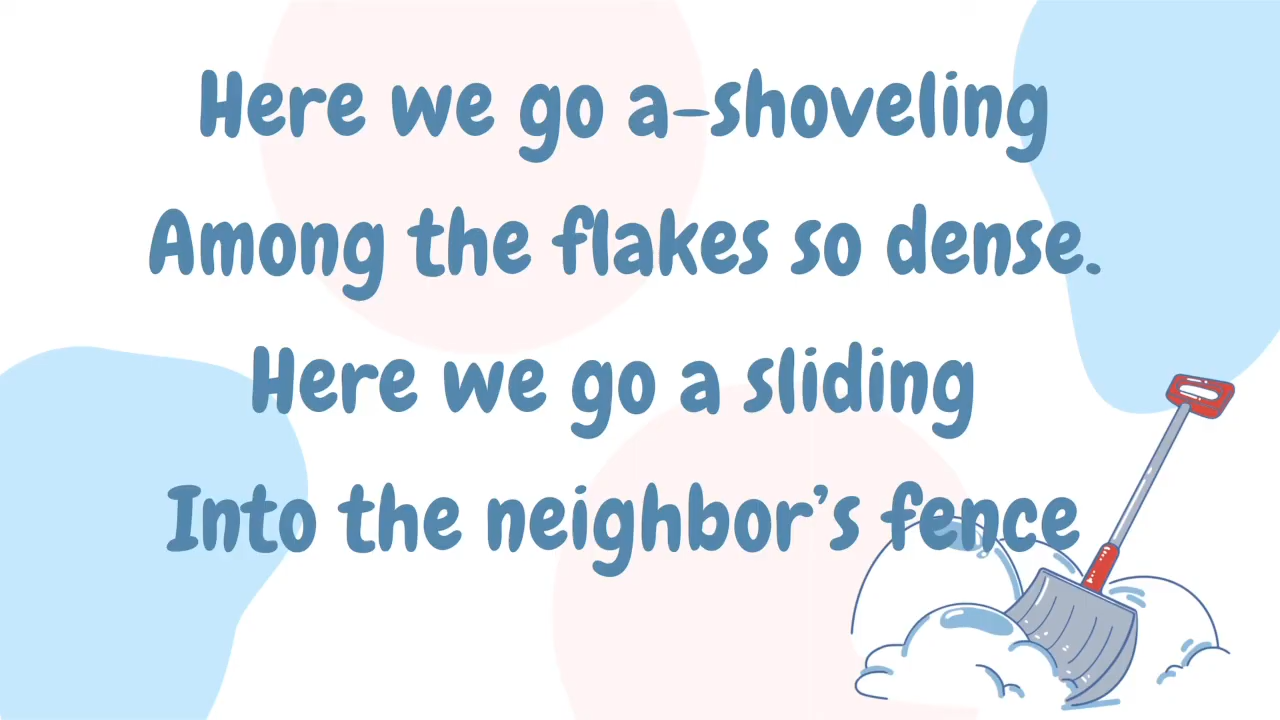 Here we go a-shoveling
Among the flakes so dense.
Here we go a sliding
Into the neighbor’s fence